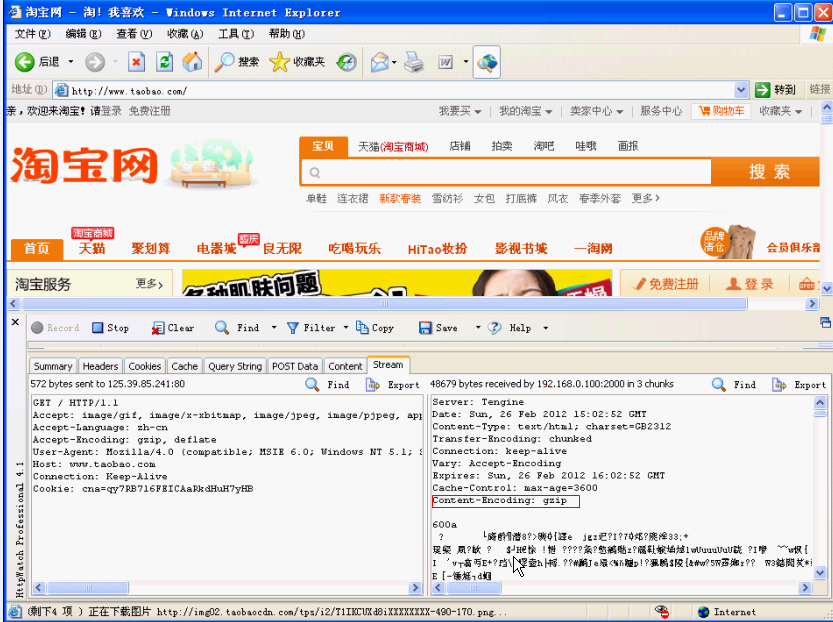 淘宝网 - 淘！我喜欢 - Windows Internet Explorer
文件(F) 编辑(E) 查看(V) 收藏(A) 工具(T) 帮助(H)
后退 搜索 收藏夹
地址(D) http://www.taobao.com/ 转到 链接
亲，欢迎来淘宝！请登录 免费注册 我要买 我的淘宝 卖家中心 服务中心 购物车 收藏夹
宝贝 天猫(淘宝商城) 店铺 拍卖 淘吧 哇哦 画报
淘宝网
搜索
单鞋 连衣裙 新款春装 雪纺衫 女包 打底裤 风衣 春季外套 更多>
淘宝商城
品牌清仓
首页 天猫 聚划算 电器城 良无限 吃喝玩乐 HiTao妆扮 影视书城 一淘网 会员俱乐部
淘宝服务 更多> 多种肌肤问题 免费注册 登录
Record Stop Clear Find Filter Copy Save Help
Summary Headers Cookies Cache Query String POST Data Content Stream
572 bytes sent to 125.39.85.241:80 Find Export 48679 bytes received by 192.168.0.100:2000 in 3 chunks Find Export
GET / HTTP/1.1
Accept: image/gif, image/x-xbitmap, image/jpeg, image/pjpeg, app
Accept-Language: zh-cn
Accept-Encoding: gzip, deflate
User-Agent: Mozilla/4.0 (compatible; MSIE 6.0; Windows NT 5.1;
Host: www.taobao.com
Connection: Keep-Alive
Cookie: cna=qy7RB716FEICAaRkdHuH7yHB
Server: Tengine
Date: Sun, 26 Feb 2012 15:02:52 GMT
Content-Type: text/html; charset=GB2312
Transfer-Encoding: chunked
Connection: keep-alive
Vary: Accept-Encoding
Expires: Sun, 26 Feb 2012 16:02:52 GMT
Cache-Control: max-age=3600
Content-Encoding: gzip
600a
HttpWatch Professional 4.1
(剩下4 项 ) 正在下载图片 http://img02.taobaocdn.com/tps/i2/T1IKCUXd8iXXXXXXXX-490-170.png... Internet